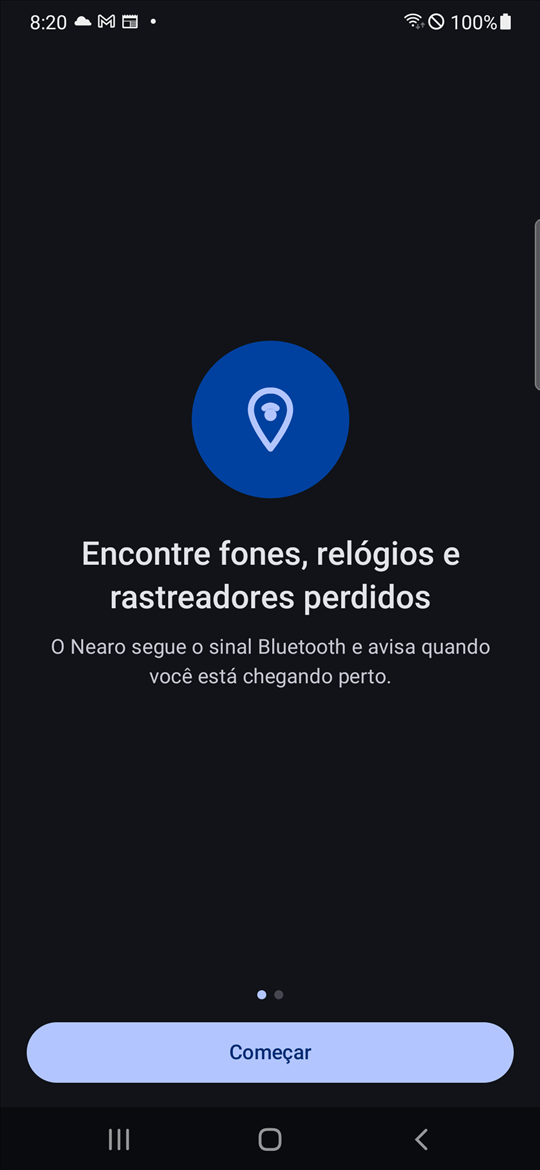 8:20
100%
Encontre fones, relógios e
rastreadores perdidos
O Nearo segue o sinal Bluetooth e avisa quando
você está chegando perto.
Começar